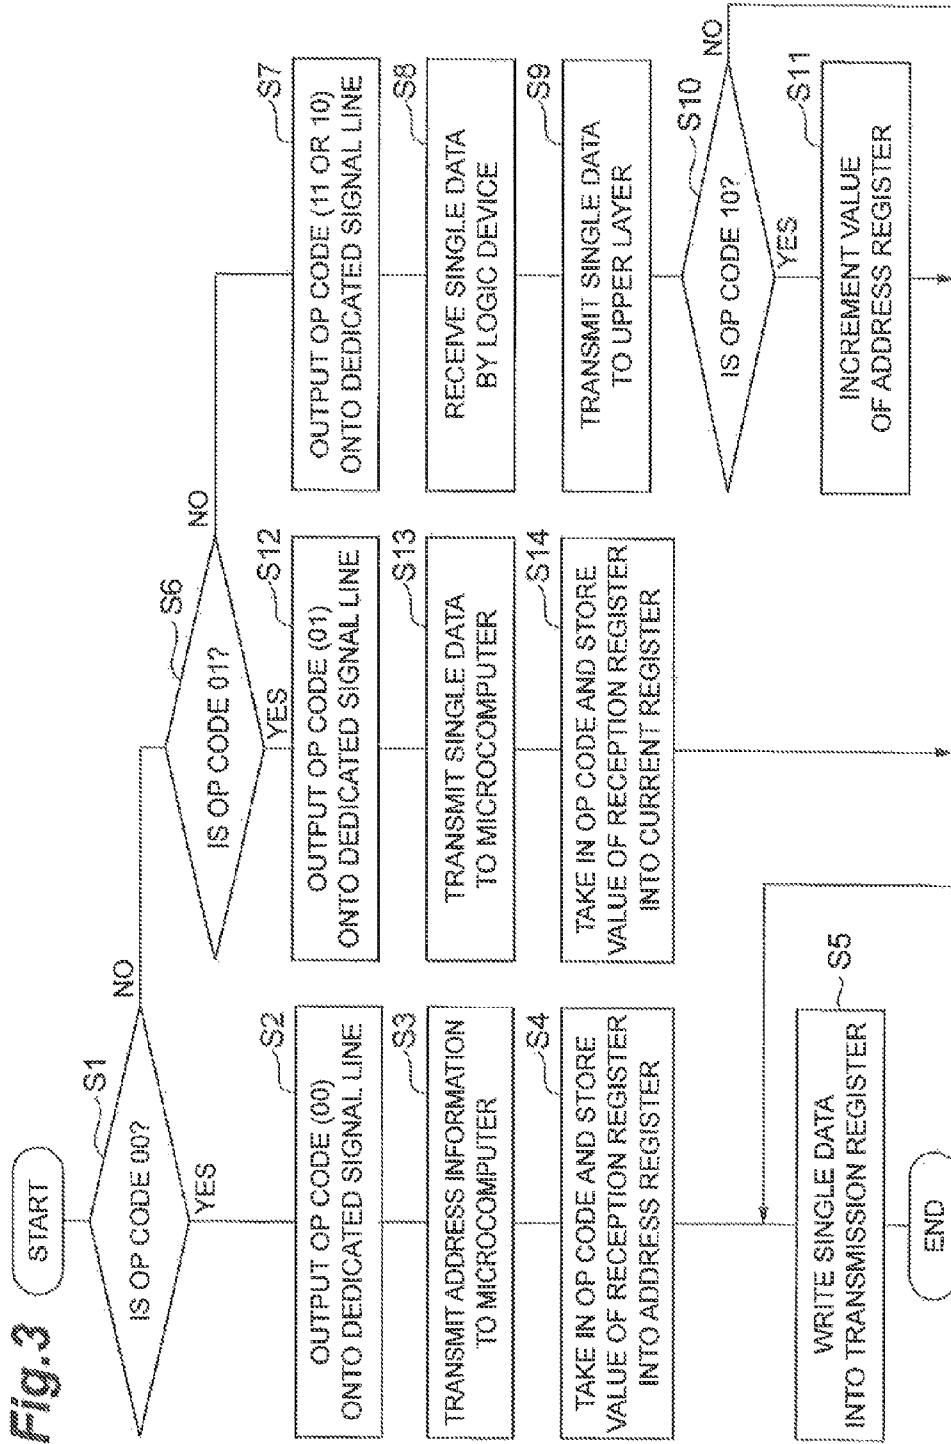 Fig.3
START
S1
IS OP CODE 00?
NO
YES
S2
OUTPUT OP CODE (00)
ONTO DEDICATED SIGNAL LINE
S3
TRANSMIT ADDRESS INFORMATION
TO MICROCOMPUTER
S4
TAKE IN OP CODE AND STORE
VALUE OF RECEPTION REGISTER
INTO ADDRESS REGISTER
S5
WRITE SINGLE DATA
INTO TRANSMISSION REGISTER
END
S6
IS OP CODE 01?
NO
YES
S12
OUTPUT OP CODE (01)
ONTO DEDICATED SIGNAL LINE
S13
TRANSMIT SINGLE DATA
TO MICROCOMPUTER
S14
TAKE IN OP CODE AND STORE
VALUE OF RECEPTION REGISTER
INTO CURRENT REGISTER
S7
OUTPUT OP CODE (11 OR 10)
ONTO DEDICATED SIGNAL LINE
S8
RECEIVE SINGLE DATA
BY LOGIC DEVICE
S9
TRANSMIT SINGLE DATA
TO UPPER LAYER
S10
IS OP CODE 10?
NO
YES
S11
INCREMENT VALUE
OF ADDRESS REGISTER